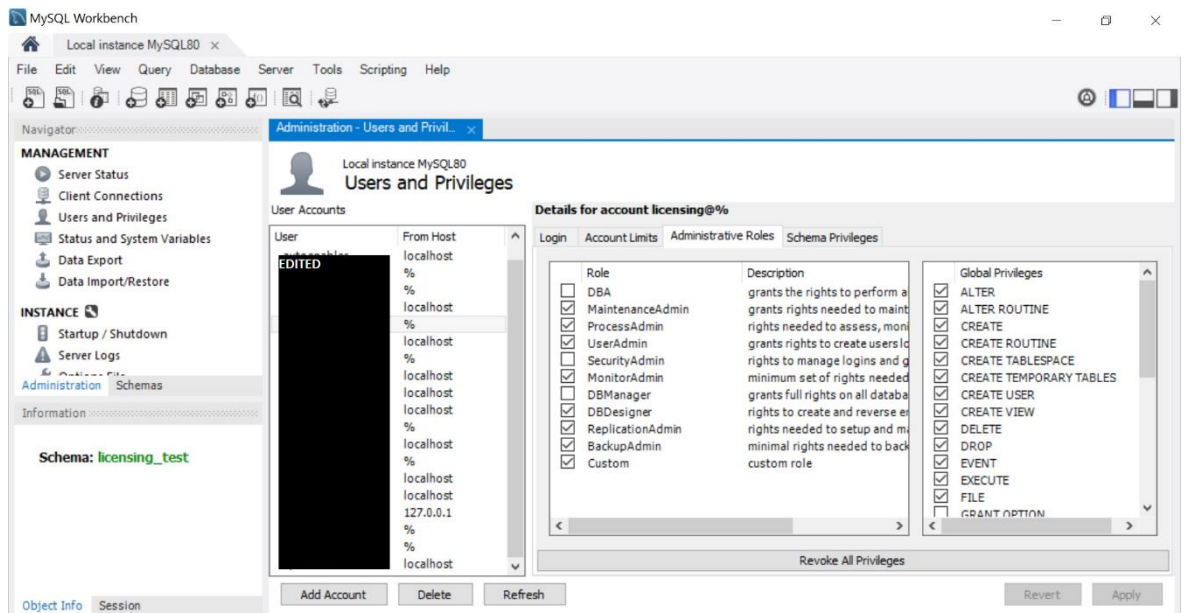 MySQL Workbench
Local instance MySQL80
File Edit View Query Database Server Tools Scripting Help
Navigator
MANAGEMENT
Server Status
Client Connections
Users and Privileges
Status and System Variables
Data Export
Data Import/Restore
INSTANCE
Startup / Shutdown
Server Logs
Administration Schemas
Information
Schema: licensing_test
Object Info Session
Administration - Users and Privil...
Local instance MySQL80
Users and Privileges
User Accounts
User From Host
localhost
EDITED
%
%
localhost
%
localhost
%
localhost
localhost
localhost
%
localhost
%
localhost
localhost
127.0.0.1
%
%
localhost
Add Account Delete Refresh
Details for account licensing@%
Login Account Limits Administrative Roles Schema Privileges
Role Description
DBA grants the rights to perform a
MaintenanceAdmin grants rights needed to maint
ProcessAdmin rights needed to assess, moni
UserAdmin grants rights to create users lo
SecurityAdmin rights to manage logins and g
MonitorAdmin minimum set of rights needed
DBManager grants full rights on all databa
DBDesigner rights to create and reverse en
ReplicationAdmin rights needed to setup and ma
BackupAdmin minimal rights needed to back
Custom custom role
Global Privileges
ALTER
ALTER ROUTINE
CREATE
CREATE ROUTINE
CREATE TABLESPACE
CREATE TEMPORARY TABLES
CREATE USER
CREATE VIEW
DELETE
DROP
EVENT
EXECUTE
FILE
GRANT OPTION
Revoke All Privileges
Revert Apply